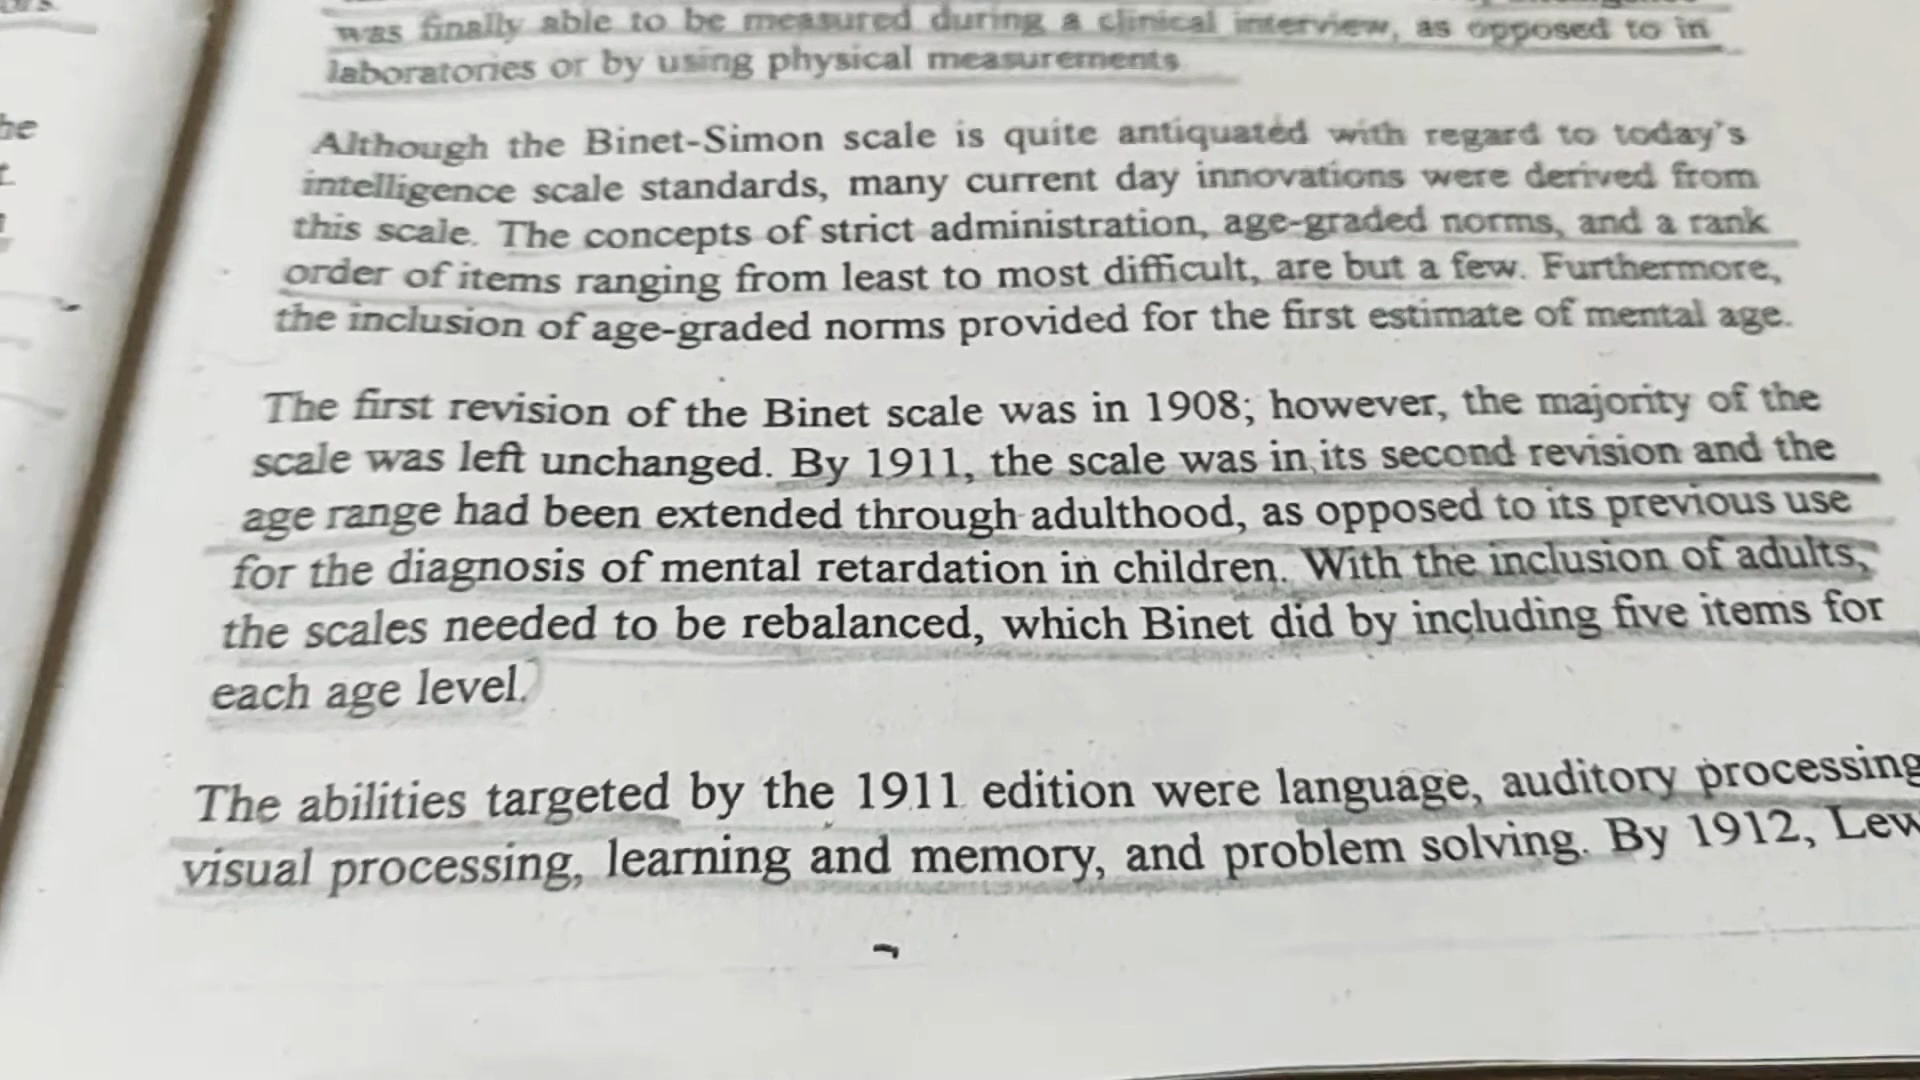 was finally able to be measured during a clinical interview, as opposed to in
laboratories or by using physical measurements
Although the Binet-Simon scale is quite antiquated with regard to today's
intelligence scale standards, many current day innovations were derived from
this scale. The concepts of strict administration, age-graded norms, and a rank
order of items ranging from least to most difficult, are but a few. Furthermore,
the inclusion of age-graded norms provided for the first estimate of mental age.
The first revision of the Binet scale was in 1908; however, the majority of the
scale was left unchanged. By 1911, the scale was in its second revision and the
age range had been extended through adulthood, as opposed to its previous use
for the diagnosis of mental retardation in children. With the inclusion of adults,
the scales needed to be rebalanced, which Binet did by including five items for
each age level.
The abilities targeted by the 1911 edition were language, auditory processing
visual processing, learning and memory, and problem solving. By 1912, Lew